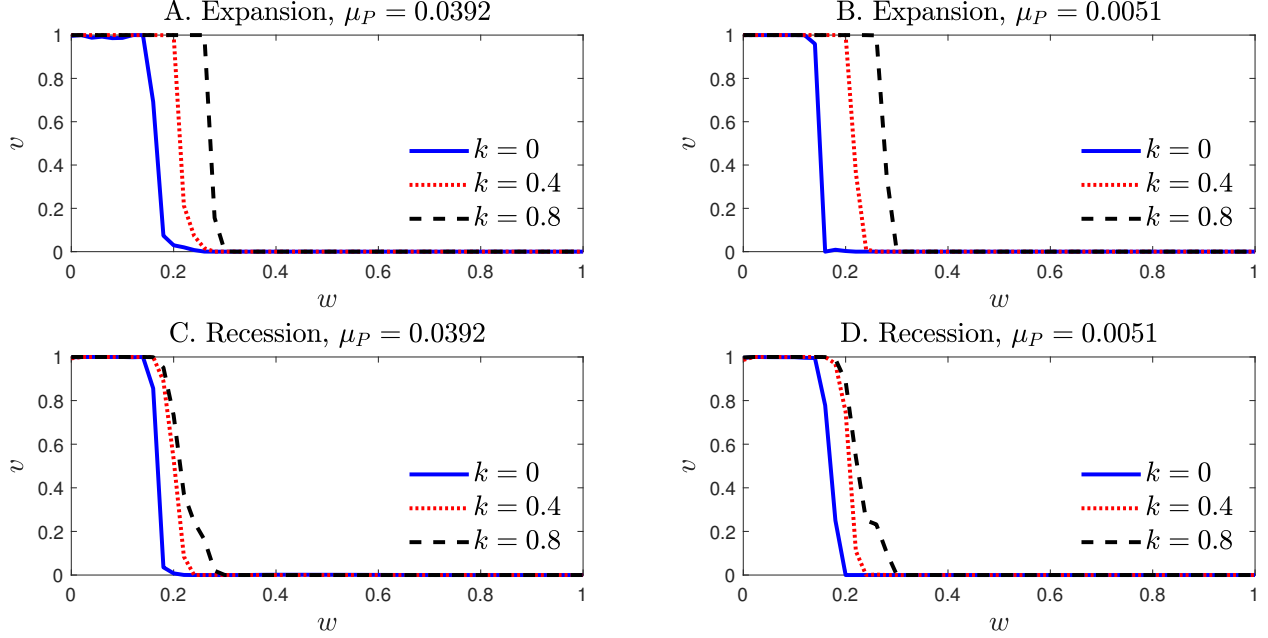 A. Expansion, μ_P = 0.0392
1
0.8
0.6
0.4
0.2
0
v
k = 0
k = 0.4
k = 0.8
0 0.2 0.4 0.6 0.8 1
w
B. Expansion, μ_P = 0.0051
1
0.8
0.6
0.4
0.2
0
v
k = 0
k = 0.4
k = 0.8
0 0.2 0.4 0.6 0.8 1
w
C. Recession, μ_P = 0.0392
1
0.8
0.6
0.4
0.2
0
v
k = 0
k = 0.4
k = 0.8
0 0.2 0.4 0.6 0.8 1
w
D. Recession, μ_P = 0.0051
1
0.8
0.6
0.4
0.2
0
v
k = 0
k = 0.4
k = 0.8
0 0.2 0.4 0.6 0.8 1
w